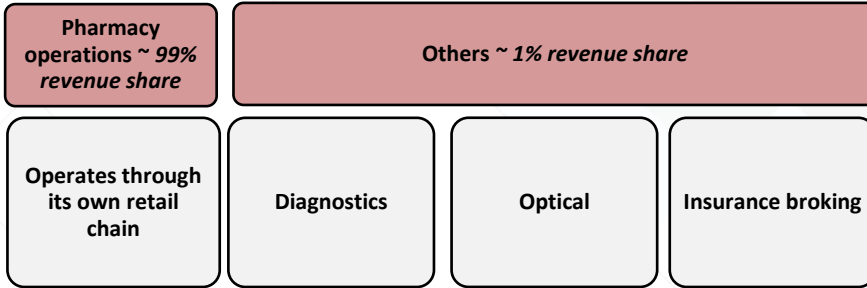 Pharmacy
operations ~ 99%
revenue share
Others ~ 1% revenue share
Operates through
its own retail
chain
Diagnostics
Optical
Insurance broking